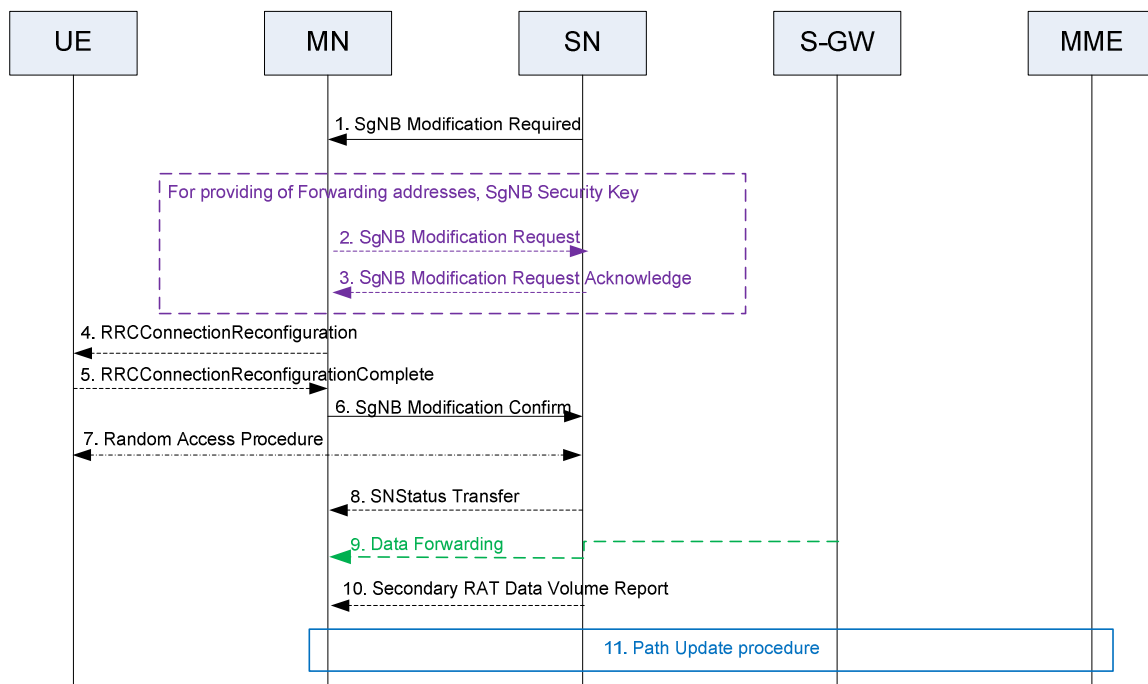 UE
MN
SN
S-GW
MME
1. SgNB Modification Required
For providing of Forwarding addresses, SgNB Security Key
2. SgNB Modification Request
3. SgNB Modification Request Acknowledge
4. RRCConnectionReconfiguration
5. RRCConnectionReconfigurationComplete
6. SgNB Modification Confirm
7. Random Access Procedure
8. SNStatus Transfer
9. Data Forwarding
10. Secondary RAT Data Volume Report
11. Path Update procedure